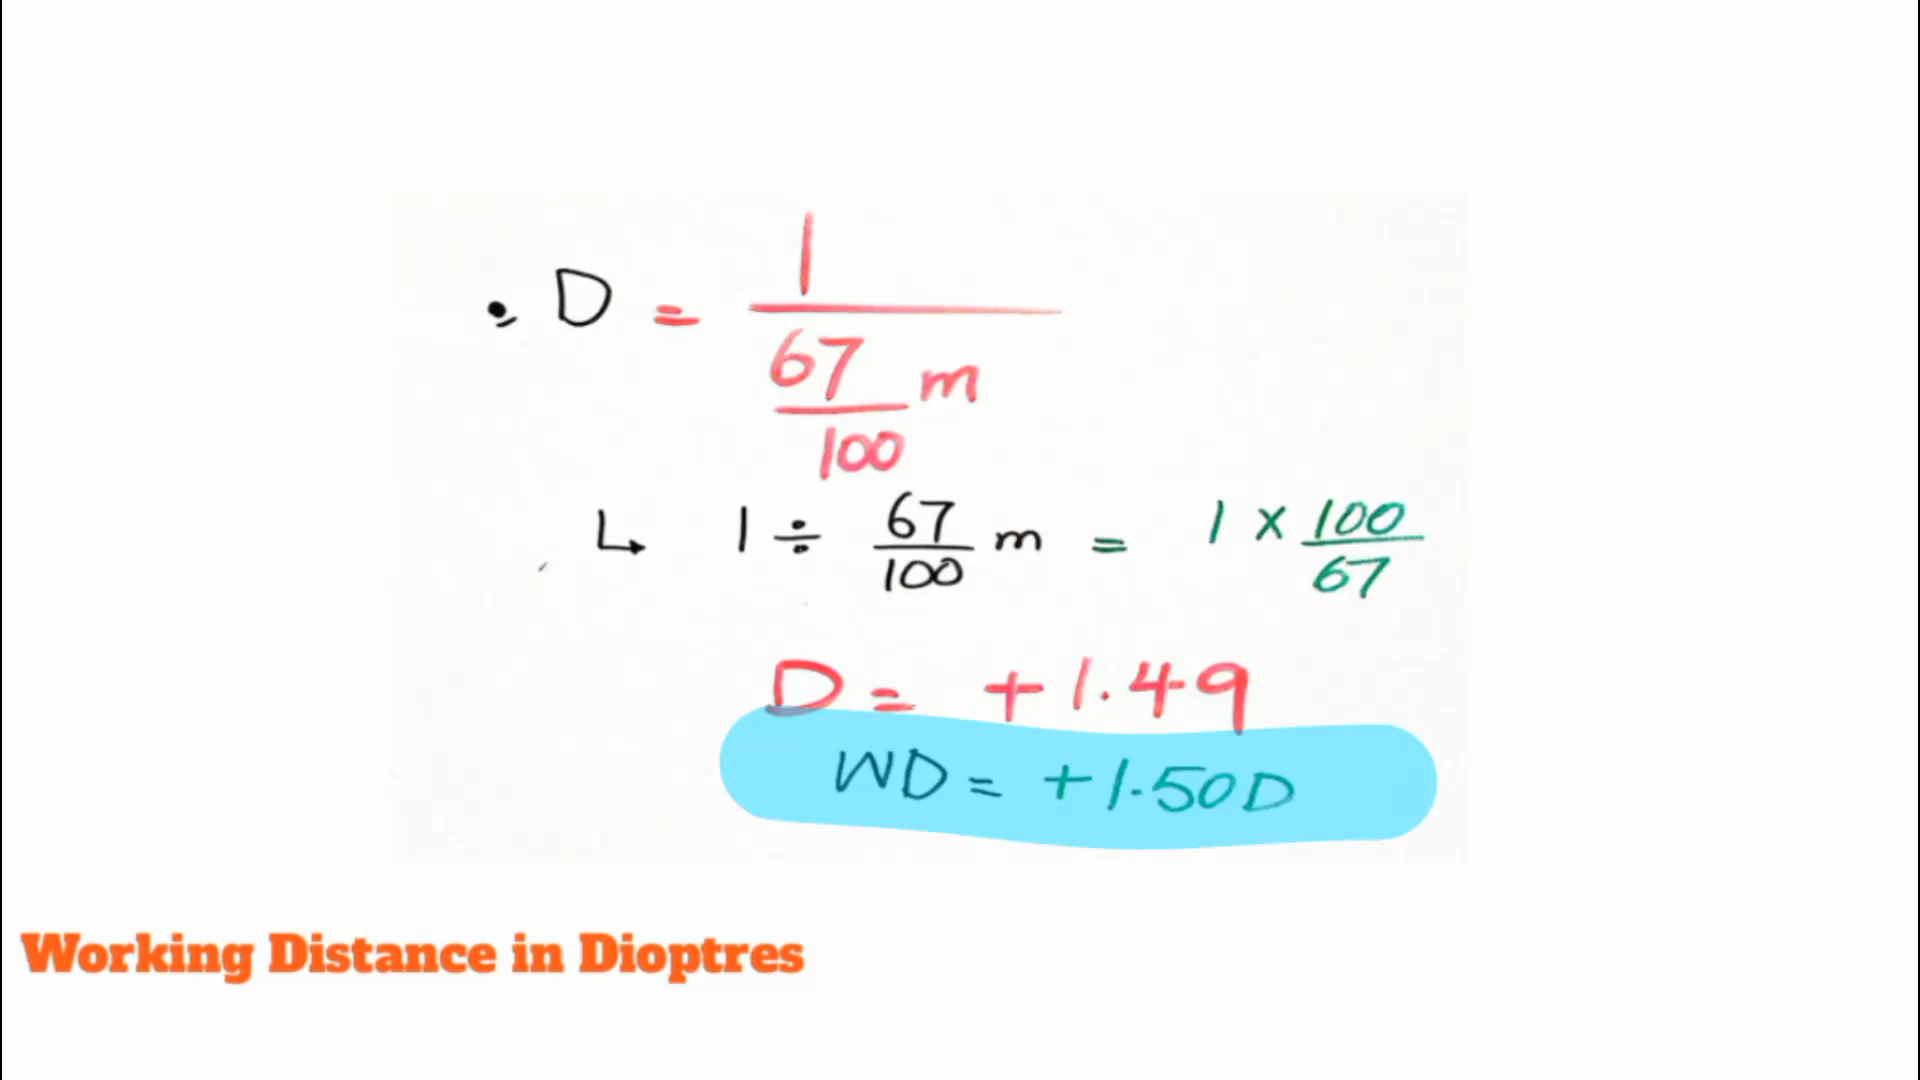 D = 1 / (67/100 m)
↳ 1 ÷ 67/100 m = 1 x 100/67
D = +1.49
WD = +1.50D
Working Distance in Dioptres